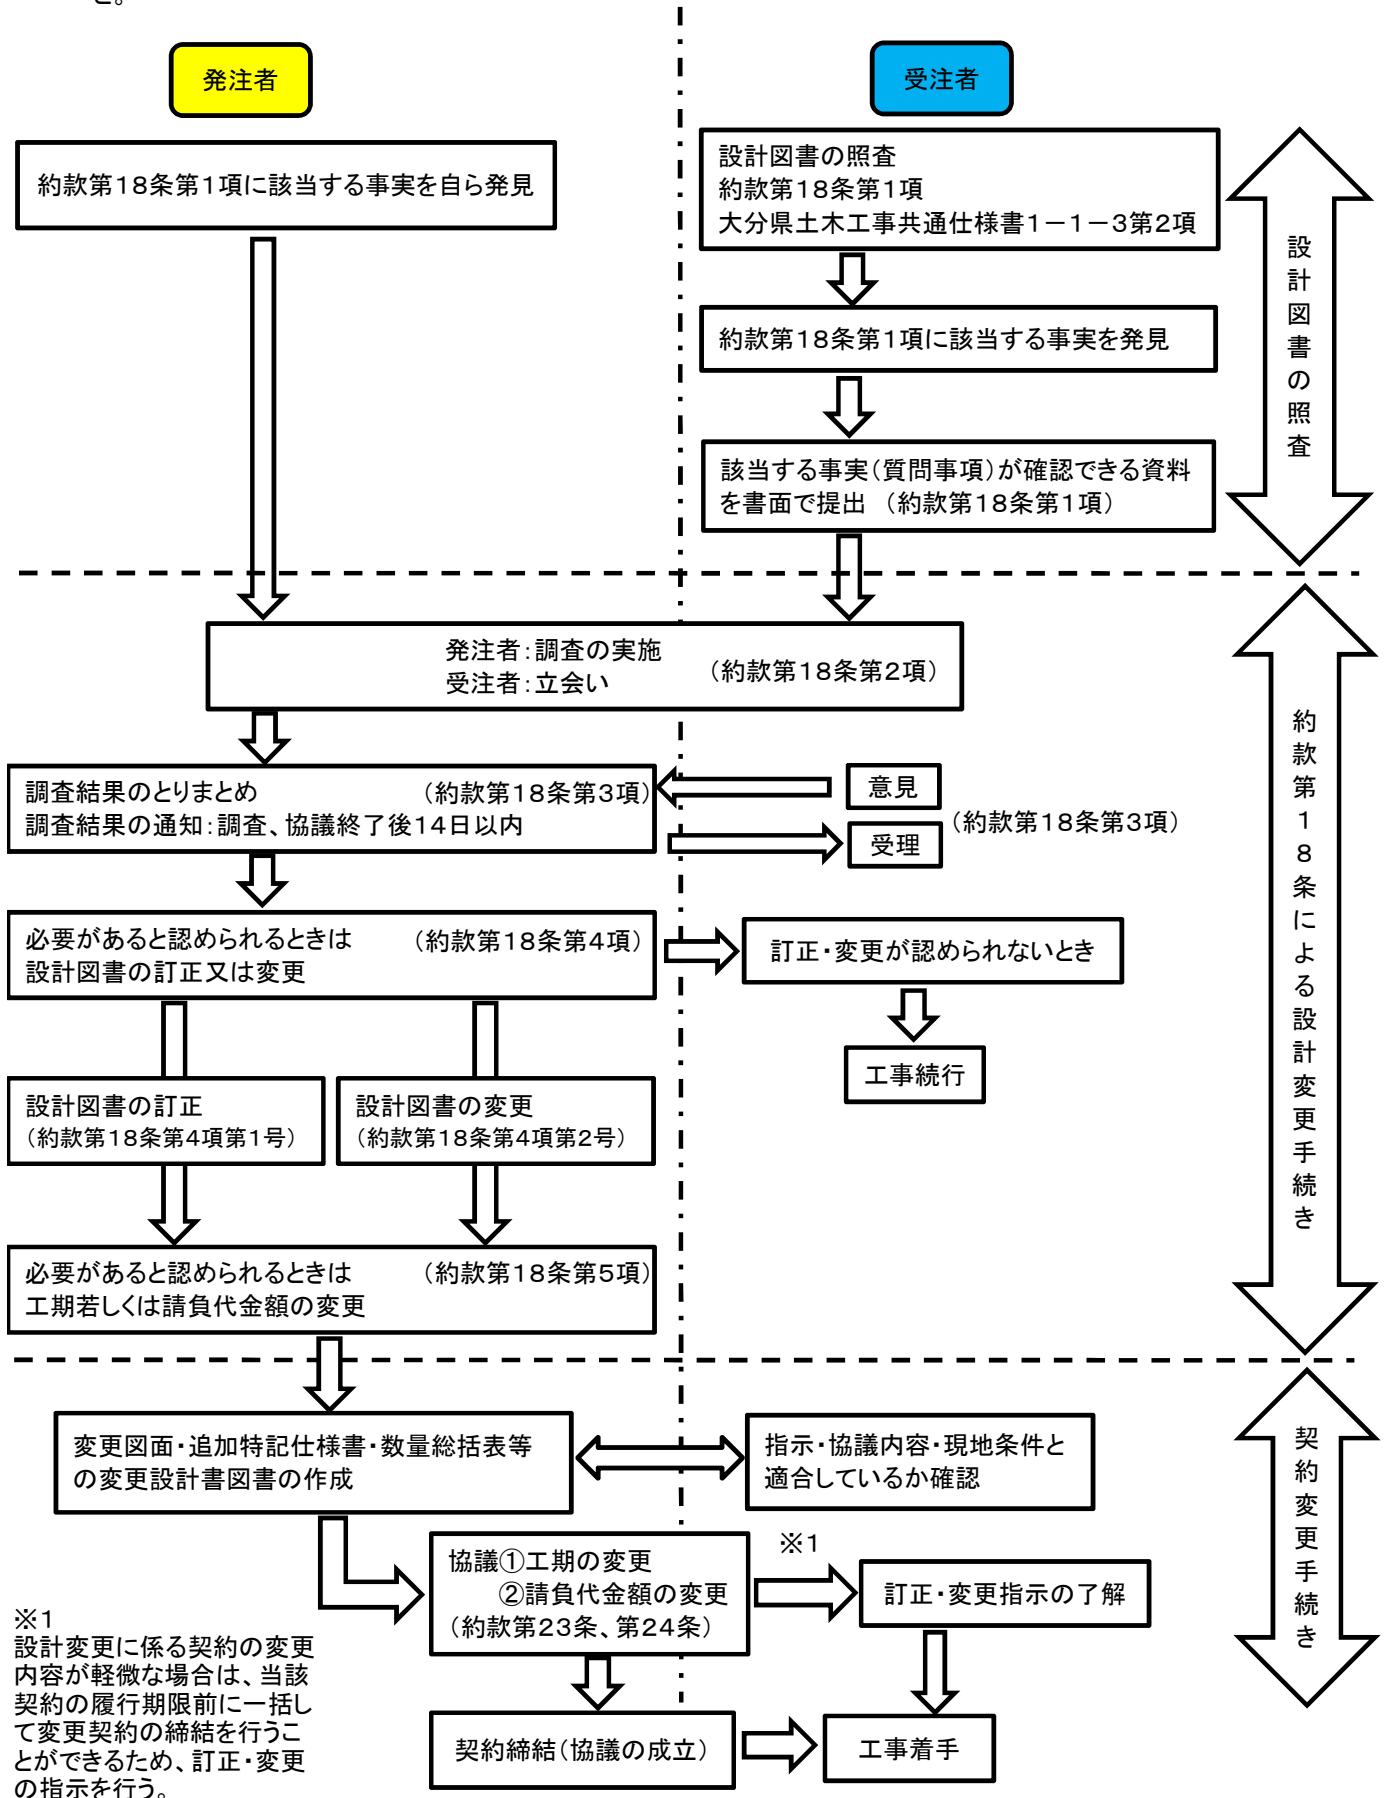 と。
発注者
受注者
約款第18条第1項に該当する事実を自ら発見
設計図書の照査
約款第18条第1項
大分県土木工事共通仕様書1－1－3第2項
約款第18条第1項に該当する事実を発見
該当する事実（質問事項）が確認できる資料
を書面で提出 （約款第18条第1項）
設計図書の照査
発注者：調査の実施
受注者：立会い
（約款第18条第2項）
調査結果のとりまとめ （約款第18条第3項）
調査結果の通知：調査、協議終了後14日以内
意見
受理
（約款第18条第3項）
必要があると認められるときは （約款第18条第4項）
設計図書の訂正又は変更
訂正・変更が認められないとき
工事続行
設計図書の訂正
（約款第18条第4項第1号）
設計図書の変更
（約款第18条第4項第2号）
必要があると認められるときは （約款第18条第5項）
工期若しくは請負代金額の変更
約款第18条による設計変更手続き
変更図面・追加特記仕様書・数量総括表等
の変更設計書図書の作成
指示・協議内容・現地条件と
適合しているか確認
協議①工期の変更
②請負代金額の変更
（約款第23条、第24条）
※1
訂正・変更指示の了解
契約締結（協議の成立）
工事着手
契約変更手続き
※1
設計変更に係る契約の変更
内容が軽微な場合は、当該
契約の履行期限前に一括し
て変更契約の締結を行うこ
とができるため、訂正・変更
の指示を行う。